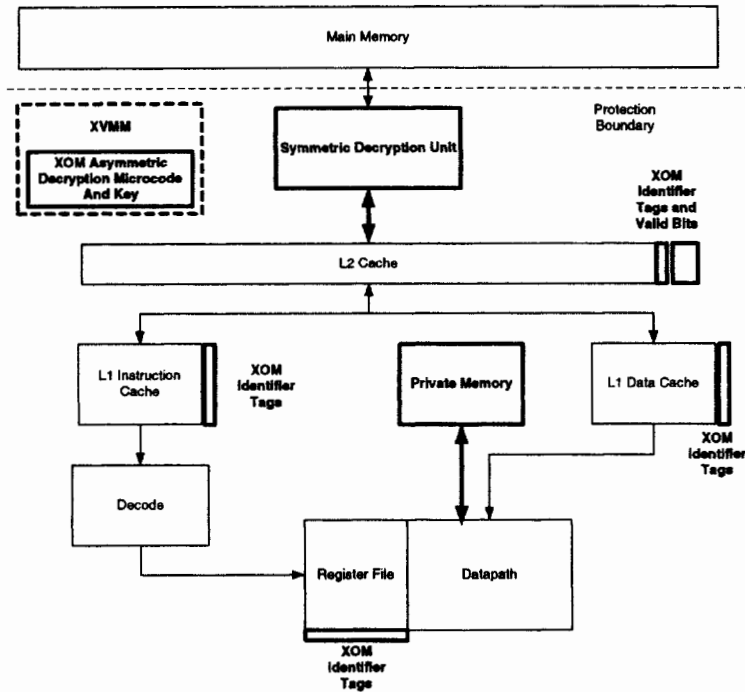 Main Memory
Protection
Boundary
XVMM
XOM Asymmetric
Decryption Microcode
And Key
Symmetric Decryption Unit
XOM
Identifier
Tags and
Valid Bits
L2 Cache
L1 Instruction
Cache
XOM
Identifier
Tags
Private Memory
L1 Data Cache
XOM
Identifier
Tags
Decode
Register File
Datapath
XOM
Identifier
Tags